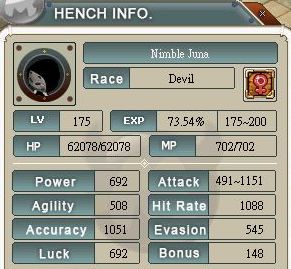 HENCH INFO.
Nimble Juna
Race Devil
LV 175 EXP 73.54% 175~200
HP 62078/62078 MP 702/702
Power 692 Attack 491~1151
Agility 508 Hit Rate 1088
Accuracy 1051 Evasion 545
Luck 692 Bonus 148